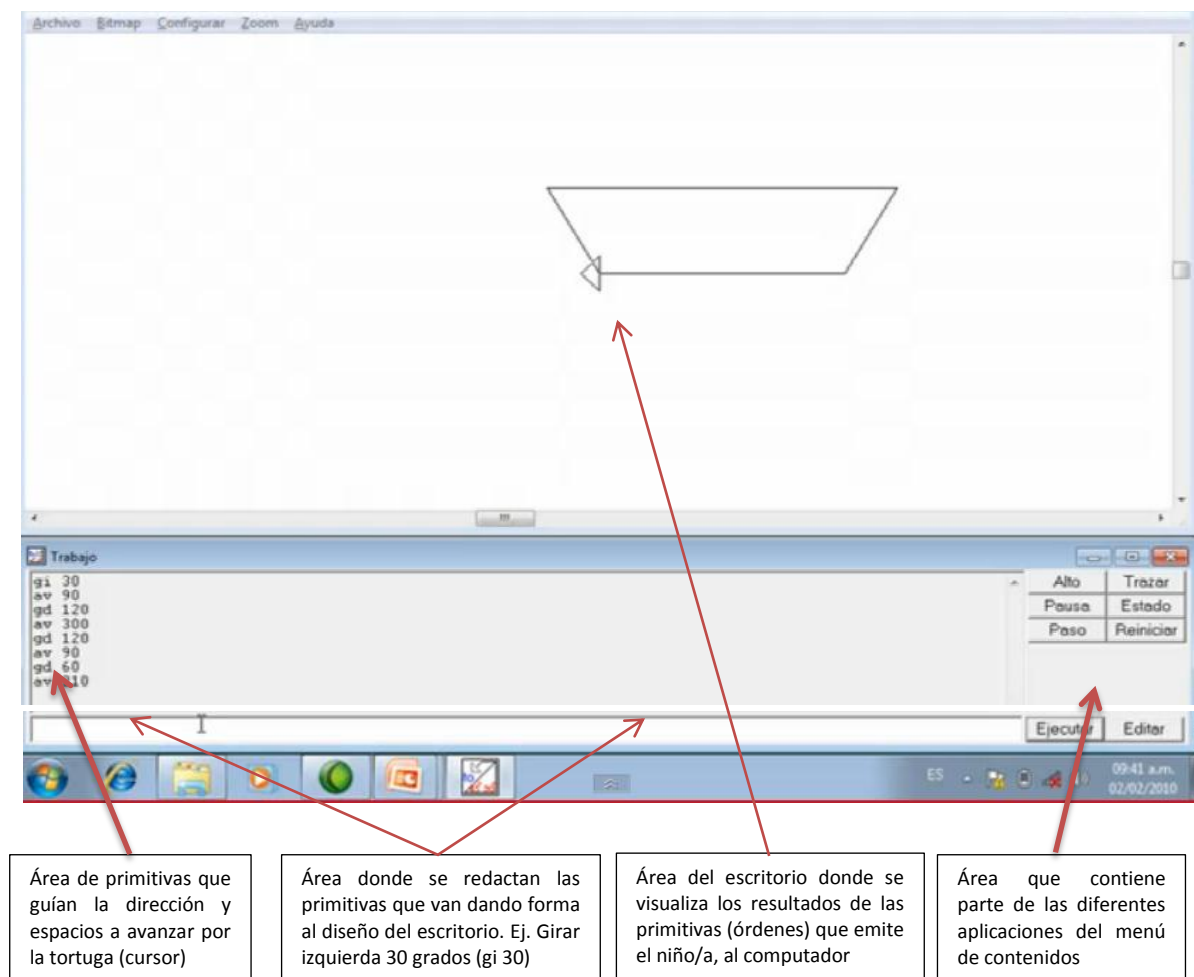 Archivo Bitmap Configurar Zoom Ayuda
Trabajo
gi 30
av 90
gd 120
av 300
gd 120
av 90
gd 60
av 210
Alto Trazar
Pausa Estado
Paso Reiniciar
Ejecutar Editar
ES 09:41 a.m.
02/02/2010
Área de primitivas que
guían la dirección y
espacios a avanzar por
la tortuga (cursor)
Área donde se redactan las
primitivas que van dando forma
al diseño del escritorio. Ej. Girar
izquierda 30 grados (gi 30)
Área del escritorio donde se
visualiza los resultados de las
primitivas (órdenes) que emite
el niño/a, al computador
Área que contiene
parte de las diferentes
aplicaciones del menú
de contenidos